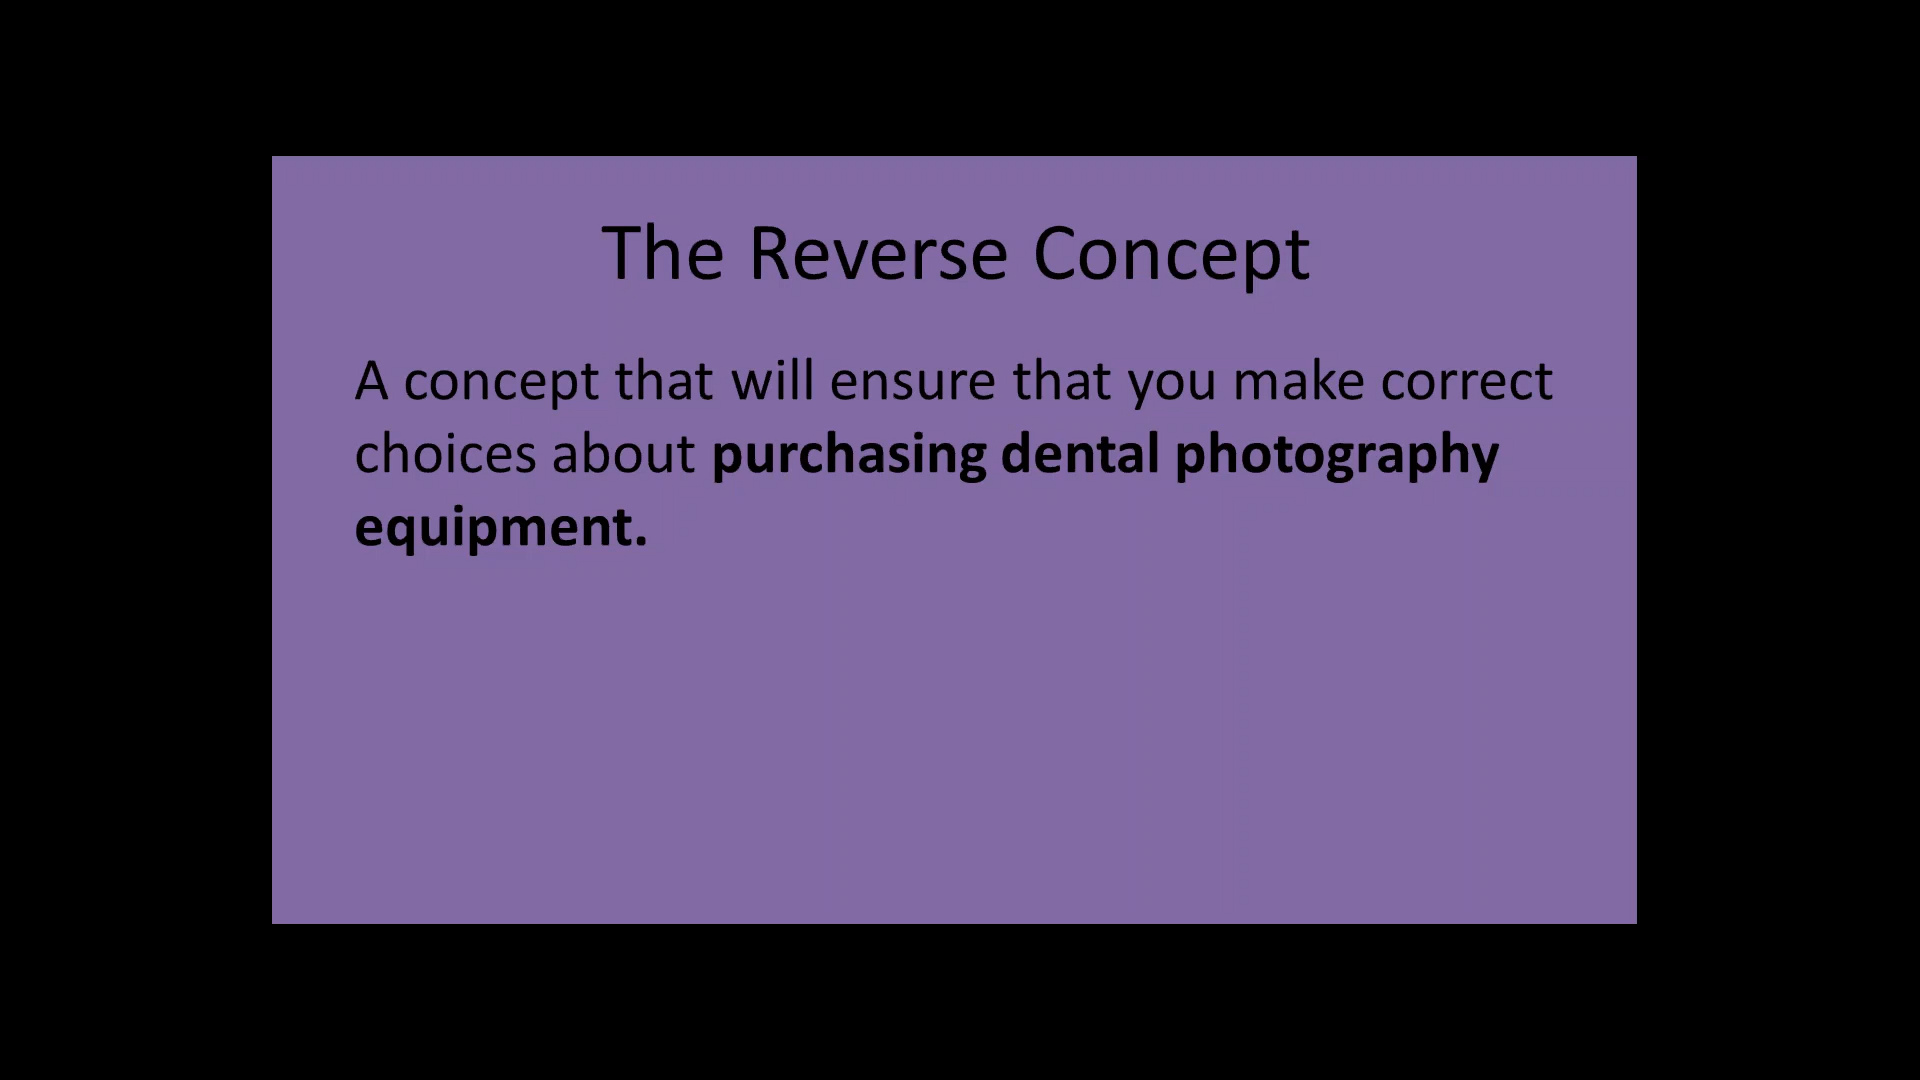 The Reverse Concept
A concept that will ensure that you make correct
choices about purchasing dental photography
equipment.